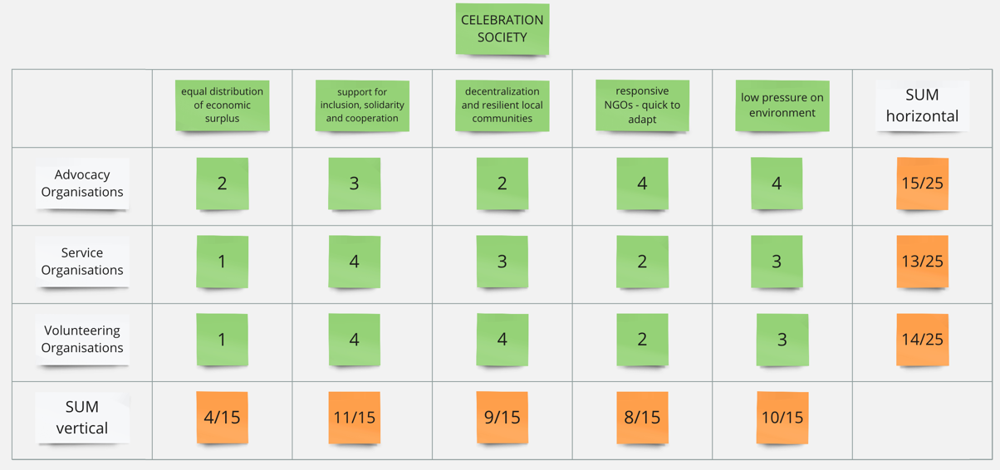 CELEBRATION
SOCIETY
equal distribution
of economic
surplus
support for
inclusion, solidarity
and cooperation
decentralization
and resilient local
communities
responsive
NGOs - quick to
adapt
low pressure on
environment
SUM
horizontal
Advocacy
Organisations
2
3
2
4
4
15/25
Service
Organisations
1
4
3
2
3
13/25
Volunteering
Organisations
1
4
4
2
3
14/25
SUM
vertical
4/15
11/15
9/15
8/15
10/15